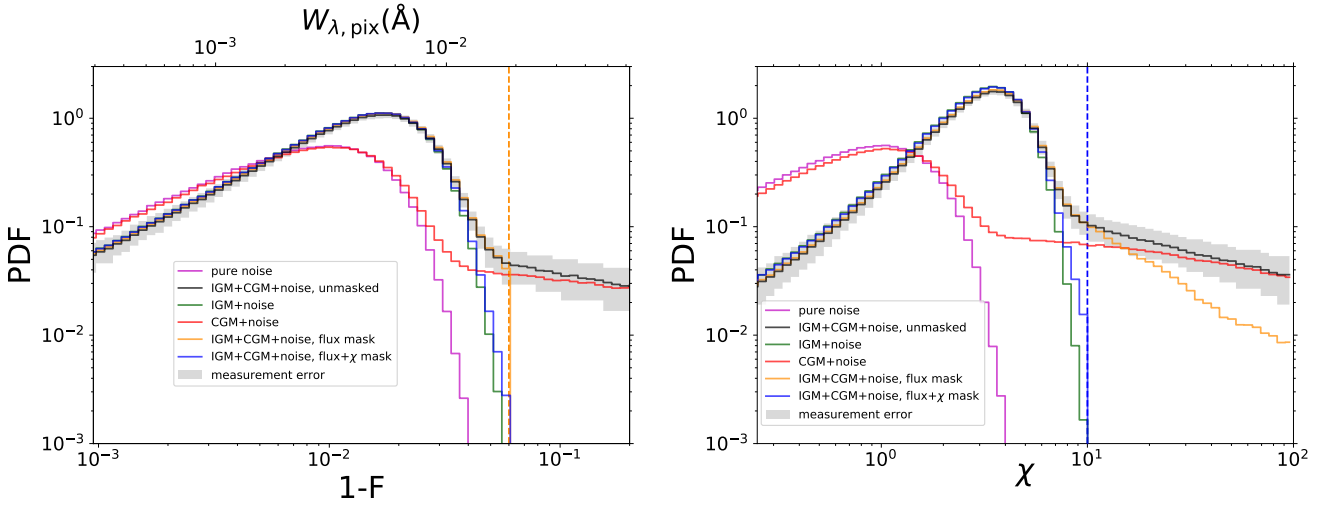 W_{λ, pix}(Å)
10^{-3} 10^{-2}
PDF
10^0
10^{-1}
10^{-2}
10^{-3}
pure noise
IGM+CGM+noise, unmasked
IGM+noise
CGM+noise
IGM+CGM+noise, flux mask
IGM+CGM+noise, flux+χ mask
measurement error
10^{-3} 10^{-2} 10^{-1}
1-F
PDF
10^0
10^{-1}
10^{-2}
10^{-3}
pure noise
IGM+CGM+noise, unmasked
IGM+noise
CGM+noise
IGM+CGM+noise, flux mask
IGM+CGM+noise, flux+χ mask
measurement error
10^0 10^1 10^2
χ